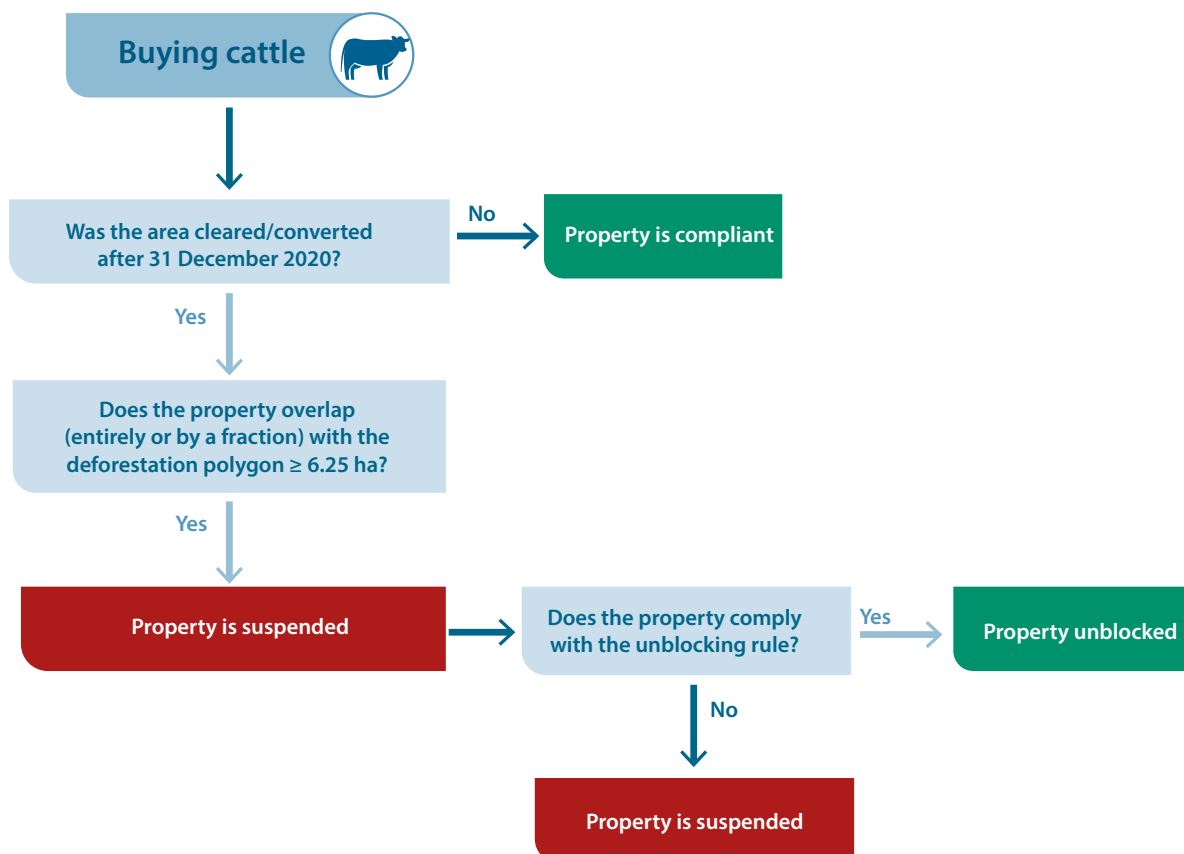 Buying cattle
Was the area cleared/converted
after 31 December 2020?
No
Property is compliant
Yes
Does the property overlap
(entirely or by a fraction) with the
deforestation polygon ≥ 6.25 ha?
Yes
Property is suspended
Does the property comply
with the unblocking rule?
Yes
Property unblocked
No
Property is suspended